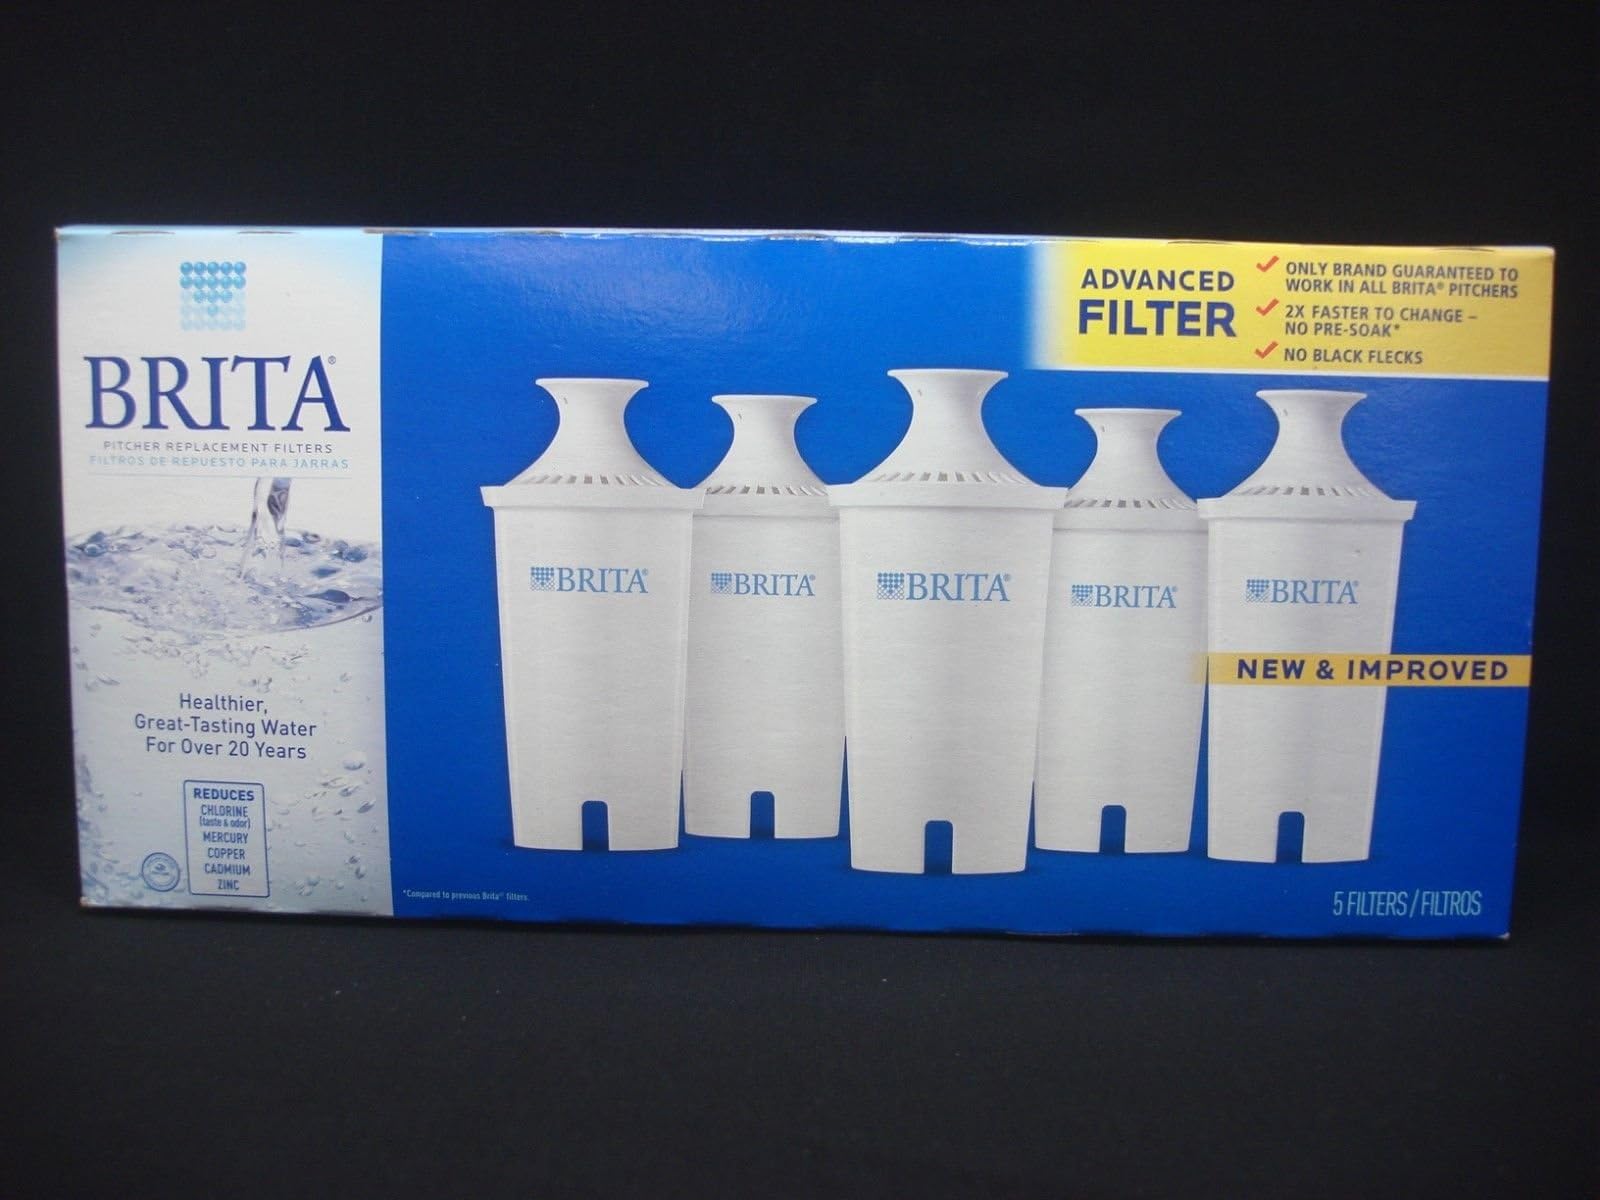 BRITA®
PITCHER REPLACEMENT FILTERS
FILTROS DE REPUESTO PARA JARRAS
Healthier,
Great-Tasting Water
For Over 20 Years
REDUCES
CHLORINE
(taste & odor)
MERCURY
COPPER
CADMIUM
ZINC
ADVANCED
FILTER
ONLY BRAND GUARANTEED TO
WORK IN ALL BRITA® PITCHERS
2X FASTER TO CHANGE –
NO PRE-SOAK*
NO BLACK FLECKS
BRITA®
BRITA®
BRITA®
BRITA®
BRITA®
NEW & IMPROVED
*Compared to previous Brita® filters.
5 FILTERS/FILTROS